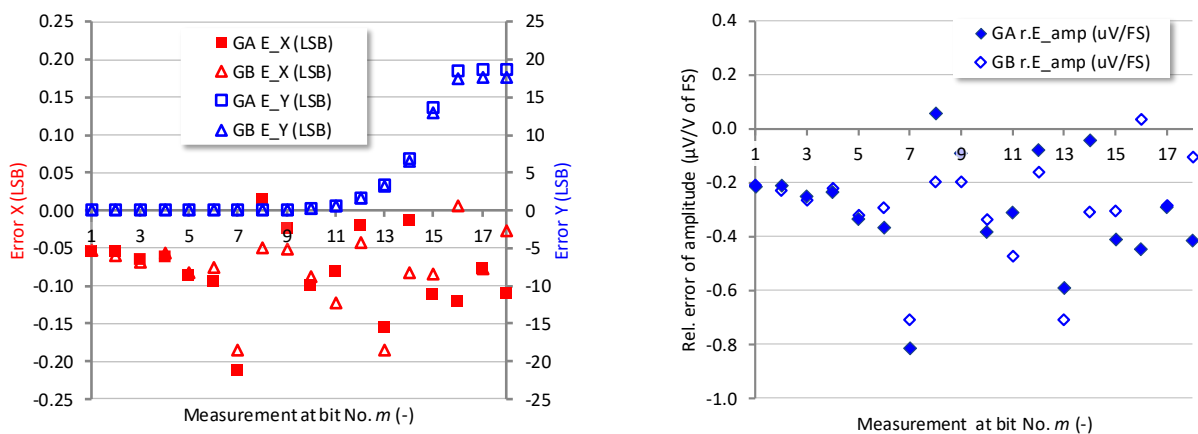 0.25
0.20
0.15
0.10
0.05
0.00
-0.05
-0.10
-0.15
-0.20
-0.25
Error X (LSB)
GA E_X (LSB)
GB E_X (LSB)
GA E_Y (LSB)
GB E_Y (LSB)
1 3 5 7 9 11 13 15 17
25
20
15
10
5
0
-5
-10
-15
-20
-25
Error Y (LSB)
Measurement at bit No. m (-)
0.4
0.2
0.0
-0.2
-0.4
-0.6
-0.8
-1.0
Rel. error of amplitude (µV/V of FS)
GA r.E_amp (uV/FS)
GB r.E_amp (uV/FS)
1 3 5 7 9 11 13 15 17
Measurement at bit No. m (-)